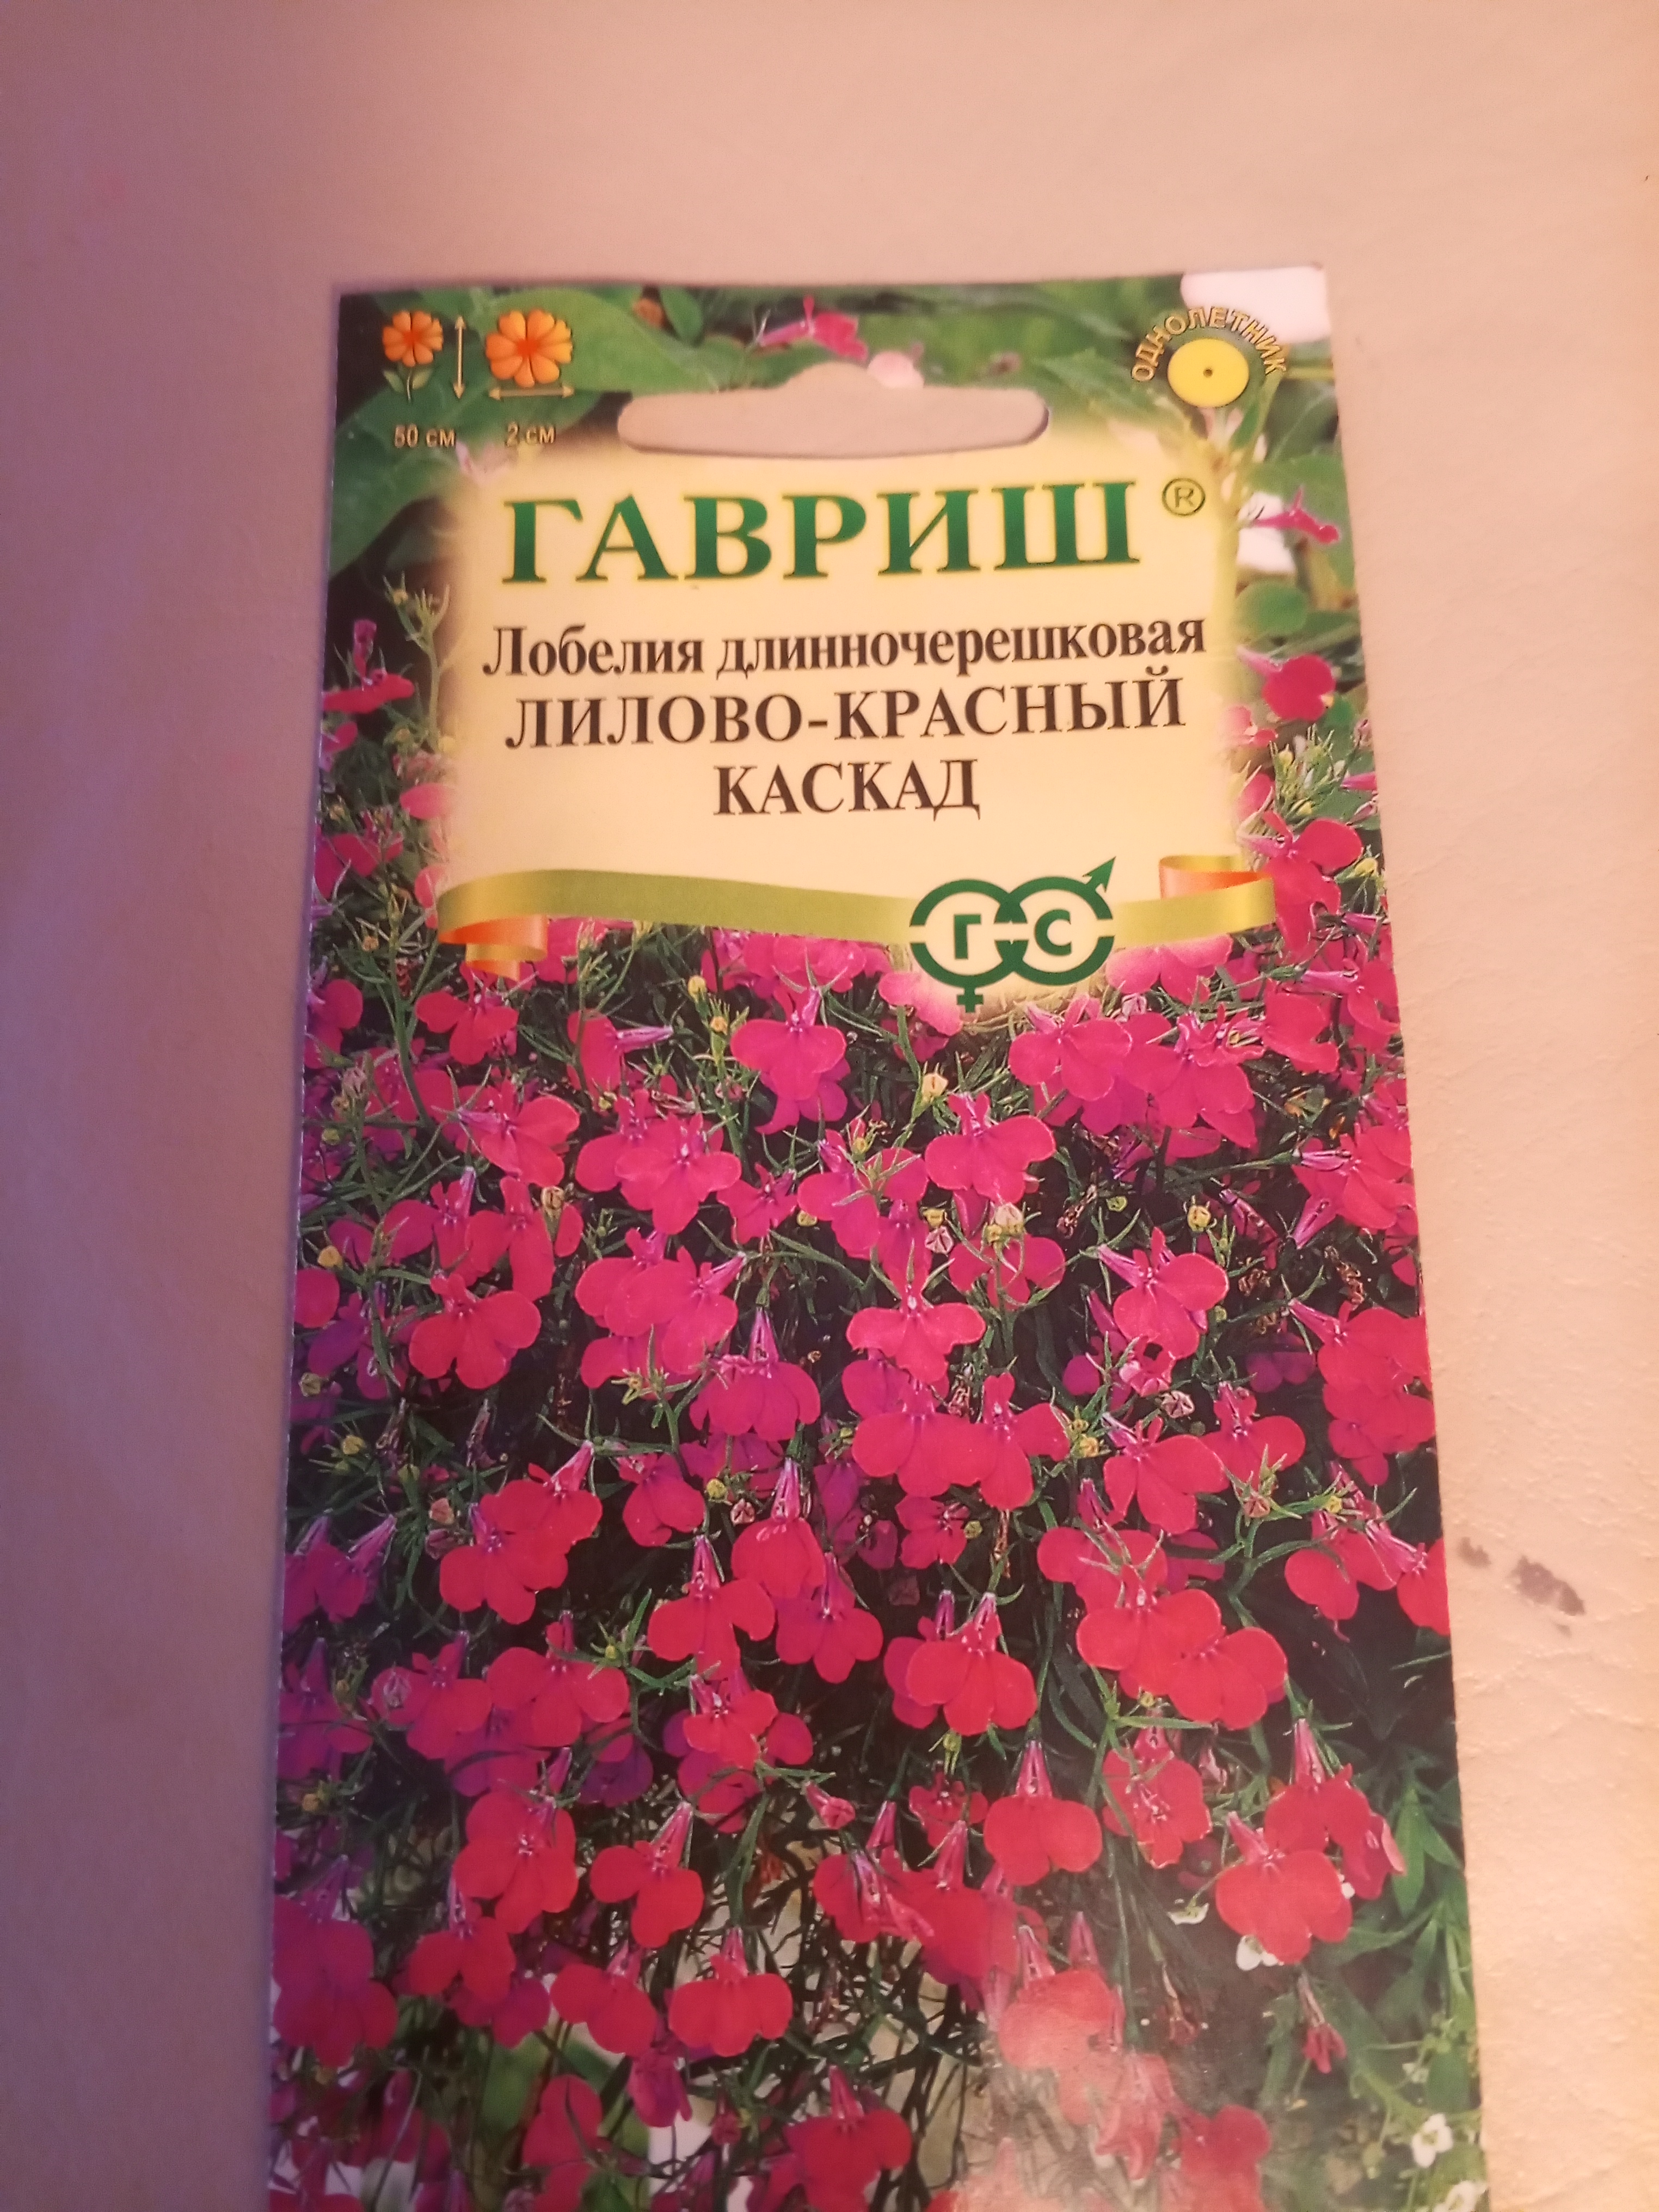 ОДНОЛЕТНИК
50 см 2 см
ГАВРИШ ®
Лобелия длинночерешковая
ЛИЛОВО-КРАСНЫЙ
КАСКАД
Г С